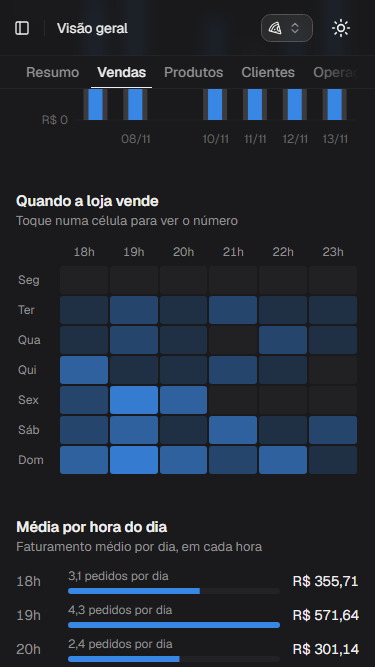 Visão geral
Resumo Vendas Produtos Clientes Operac
R$ 0
08/11 10/11 11/11 12/11 13/11
Quando a loja vende
Toque numa célula para ver o número
18h 19h 20h 21h 22h 23h
Seg
Ter
Qua
Qui
Sex
Sáb
Dom
Média por hora do dia
Faturamento médio por dia, em cada hora
18h 3,1 pedidos por dia R$ 355,71
19h 4,3 pedidos por dia R$ 571,64
20h 2,4 pedidos por dia R$ 301,14